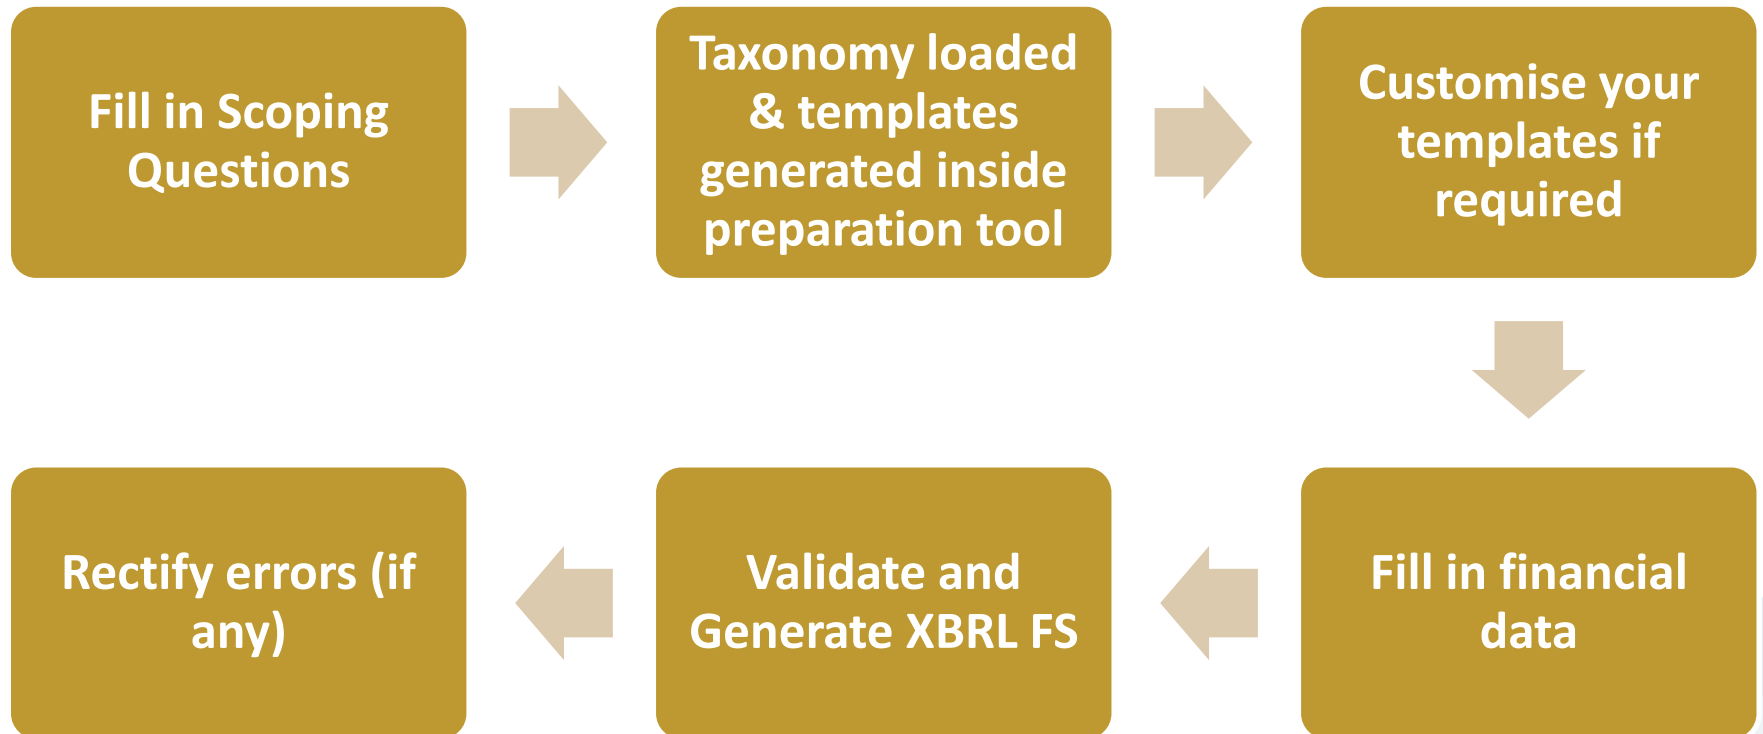 Fill in Scoping
Questions
Taxonomy loaded
& templates
generated inside
preparation tool
Customise your
templates if
required
Fill in financial
data
Validate and
Generate XBRL FS
Rectify errors (if
any)